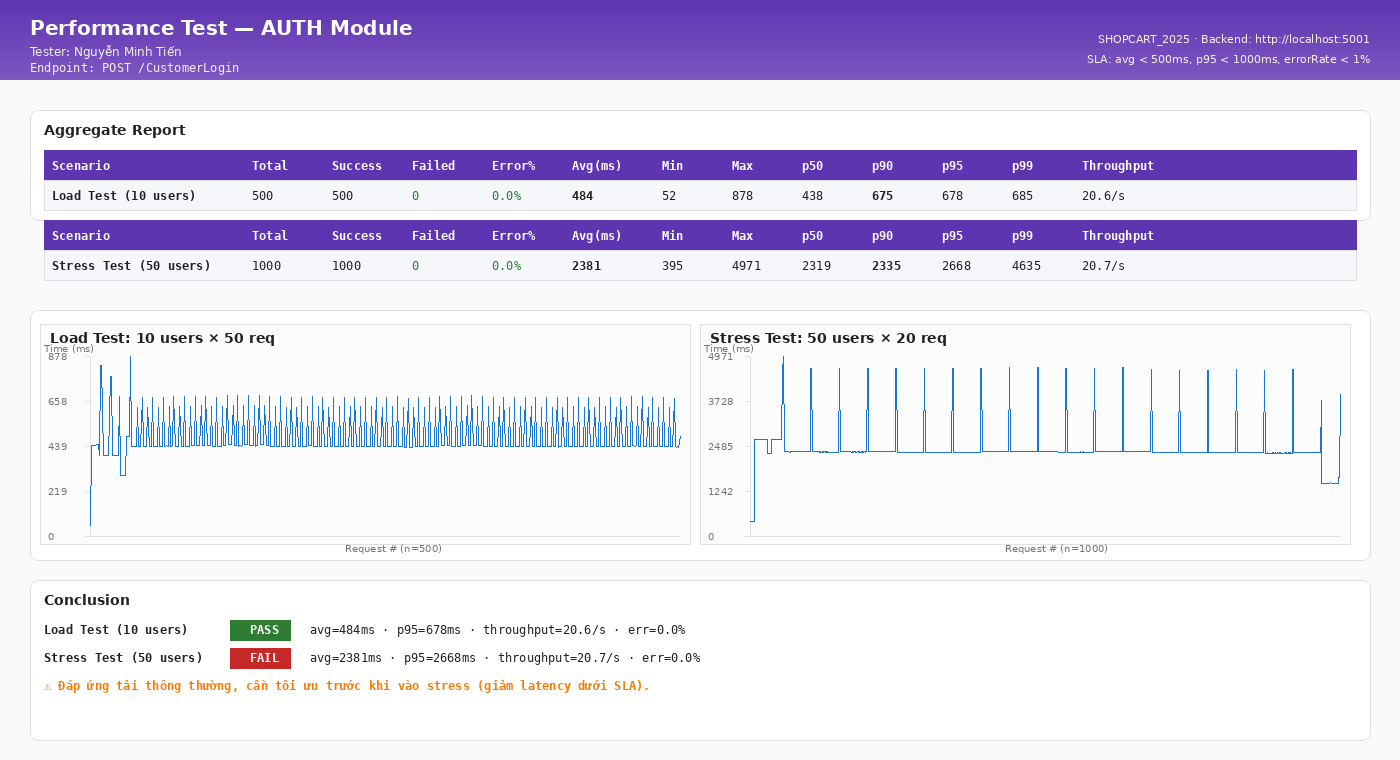 Performance Test — AUTH Module
Tester: Nguyễn Minh Tiến
Endpoint: POST /CustomerLogin
SHOPCART_2025 · Backend: http://localhost:5001
SLA: avg < 500ms, p95 < 1000ms, errorRate < 1%
Aggregate Report
Scenario Total Success Failed Error% Avg(ms) Min Max p50 p90 p95 p99 Throughput
Load Test (10 users) 500 500 0 0.0% 484 52 878 438 675 678 685 20.6/s
Scenario Total Success Failed Error% Avg(ms) Min Max p50 p90 p95 p99 Throughput
Stress Test (50 users) 1000 1000 0 0.0% 2381 395 4971 2319 2335 2668 4635 20.7/s
Load Test: 10 users × 50 req
Time (ms)
878
658
439
219
0
Request # (n=500)
Stress Test: 50 users × 20 req
Time (ms)
4971
3728
2485
1242
0
Request # (n=1000)
Conclusion
Load Test (10 users) PASS avg=484ms · p95=678ms · throughput=20.6/s · err=0.0%
Stress Test (50 users) FAIL avg=2381ms · p95=2668ms · throughput=20.7/s · err=0.0%
⚠ Đáp ứng tải thông thường, cần tối ưu trước khi vào stress (giảm latency dưới SLA).